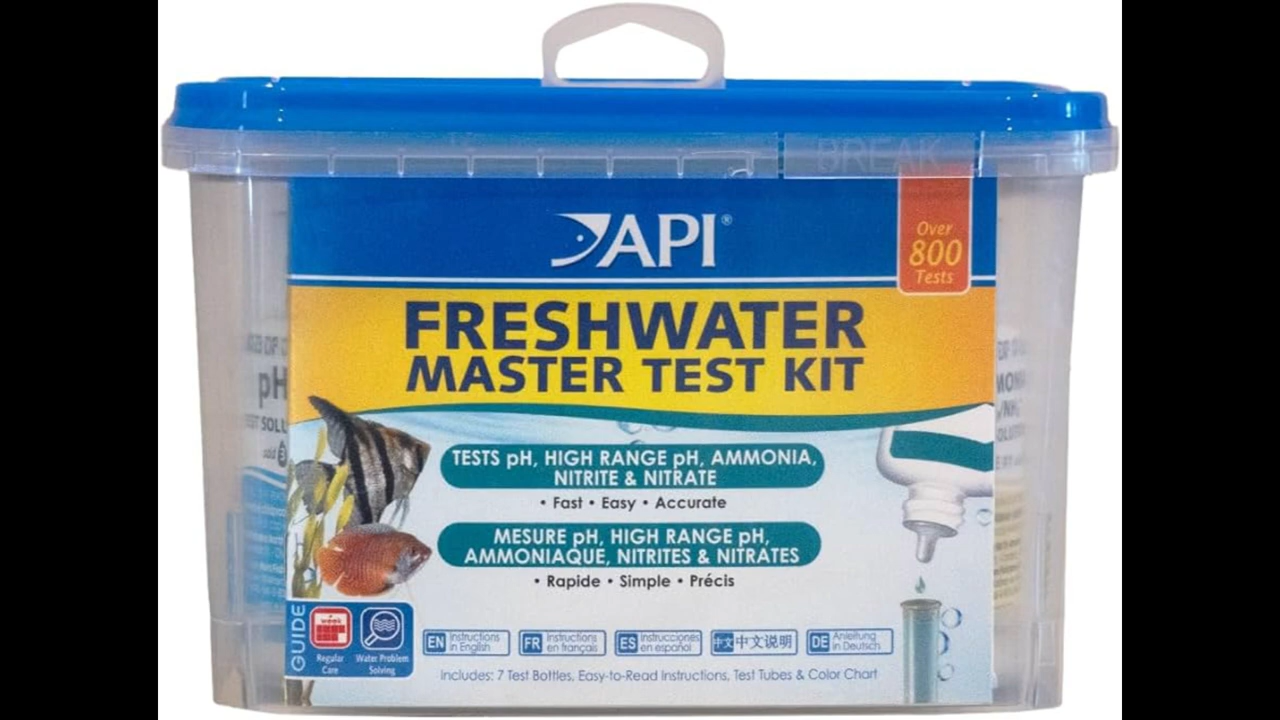 BREAK
API®
Over
800
Tests
FRESHWATER
MASTER TEST KIT
pH
TESTS pH, HIGH RANGE pH, AMMONIA,
NITRITE & NITRATE
• Fast • Easy • Accurate
MESURE pH, HIGH RANGE pH,
AMMONIAQUE, NITRITES & NITRATES
• Rapide • Simple • Précis
GUIDE
week
Regular
Care
Water Problem
Solving
EN Instructions
in English
FR Instructions
en français
ES Instrucciones
en español
中文 中文说明
DE Anleitung
in Deutsch
Includes: 7 Test Bottles, Easy-to-Read Instructions, Test Tubes & Color Chart